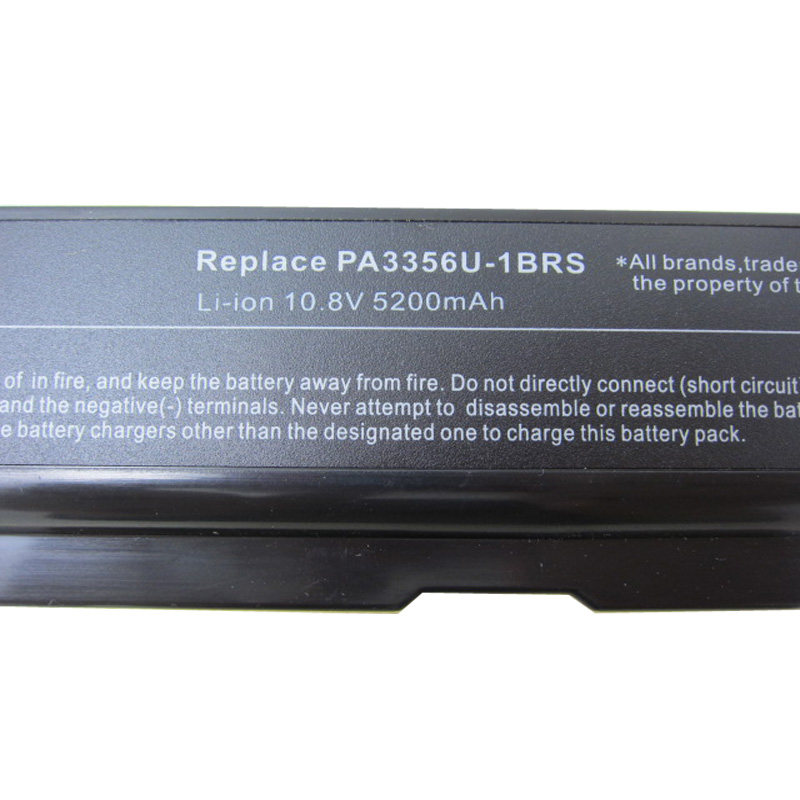 Replace PA3356U-1BRS
Li-ion 10.8V 5200mAh
*All brands,trade
the property of t
of in fire, and keep the battery away from fire. Do not directly connect (short circuit)
and the negative(-) terminals. Never attempt to disassemble or reassemble the bat
e battery chargers other than the designated one to charge this battery pack.